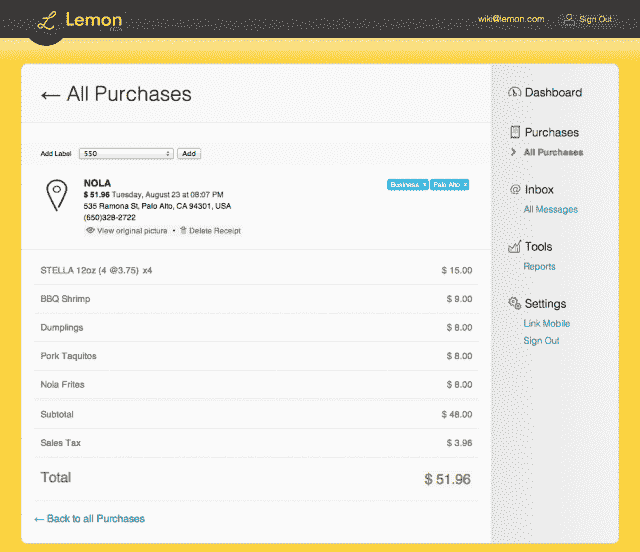 Lemon
wiki@lemon.com
Sign Out
← All Purchases
Add Label
550
Add
NOLA
$ 51.96 Tuesday, August 23 at 08:07 PM
535 Ramona St, Palo Alto, CA 94301, USA
(650)328-2722
View original picture • Delete Receipt
Business x
Palo Alto x
STELLA 12oz (4 @3.75) x4 $ 15.00
BBQ Shrimp $ 9.00
Dumplings $ 8.00
Pork Taquitos $ 8.00
Nola Frites $ 8.00
Subtotal $ 48.00
Sales Tax $ 3.96
Total $ 51.96
← Back to all Purchases
Dashboard
Purchases
All Purchases
Inbox
All Messages
Tools
Reports
Settings
Link Mobile
Sign Out